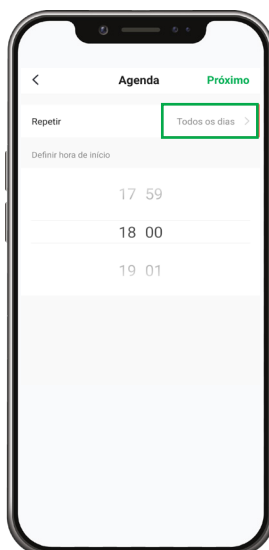 Agenda Próximo
Repetir Todos os dias
Definir hora de início
17 59
18 00
19 01